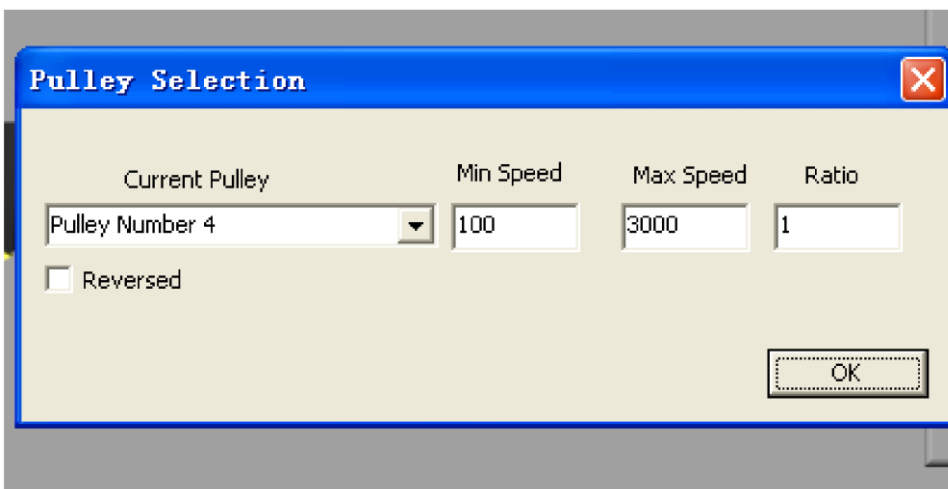 Pulley Selection
Current Pulley Min Speed Max Speed Ratio
Pulley Number 4 100 3000 1
Reversed
OK